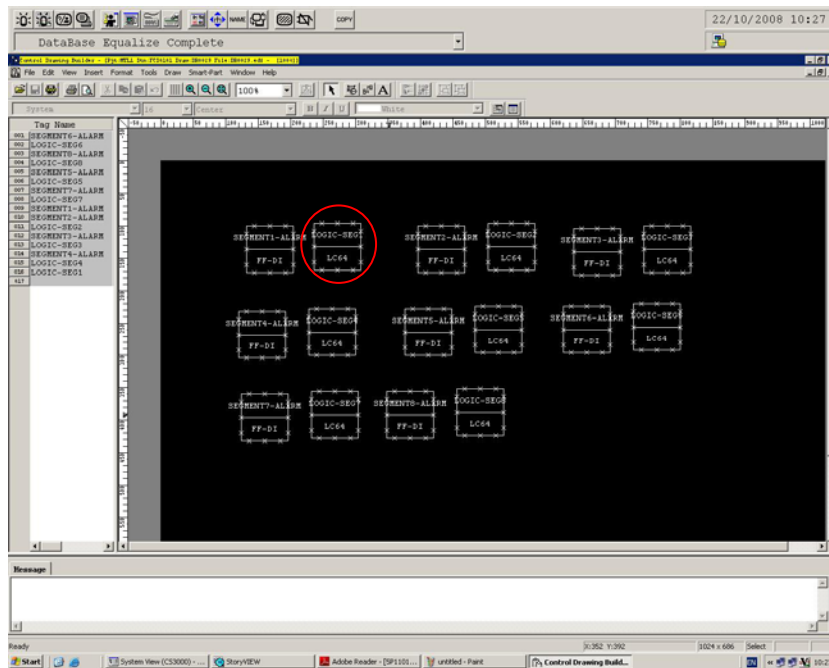 NAME
COPY
22/10/2008 10:27
DataBase Equalize Complete
File Edit View Insert Format Tools Draw Smart-Part Window Help
100%
A
System 16 Center B I U White
Tag Name
001 SEGMENT6-ALARM
002 LOGIC-SEG6
003 SEGMENT8-ALARM
004 LOGIC-SEG8
005 SEGMENT5-ALARM
006 LOGIC-SEG5
007 SEGMENT7-ALARM
008 LOGIC-SEG7
009 SEGMENT1-ALARM
010 SEGMENT2-ALARM
011 LOGIC-SEG2
012 SEGMENT3-ALARM
013 LOGIC-SEG3
014 SEGMENT4-ALARM
015 LOGIC-SEG4
016 LOGIC-SEG1
017
SEGMENT1-ALARM LOGIC-SEG1 SEGMENT2-ALARM LOGIC-SEG2 SEGMENT3-ALARM LOGIC-SEG3
FF-DI LC64 FF-DI LC64 FF-DI LC64
SEGMENT4-ALARM LOGIC-SEG4 SEGMENT5-ALARM LOGIC-SEG5 SEGMENT6-ALARM LOGIC-SEG6
FF-DI LC64 FF-DI LC64 FF-DI LC64
SEGMENT7-ALARM LOGIC-SEG7 SEGMENT8-ALARM LOGIC-SEG8
FF-DI LC64 FF-DI LC64
Message
Ready X:352 Y:392 1024 x 686 Select
Start System View (CS3000) - ... StoryVIEW Adobe Reader - [SP1101... untitled - Paint Control Drawing Build...